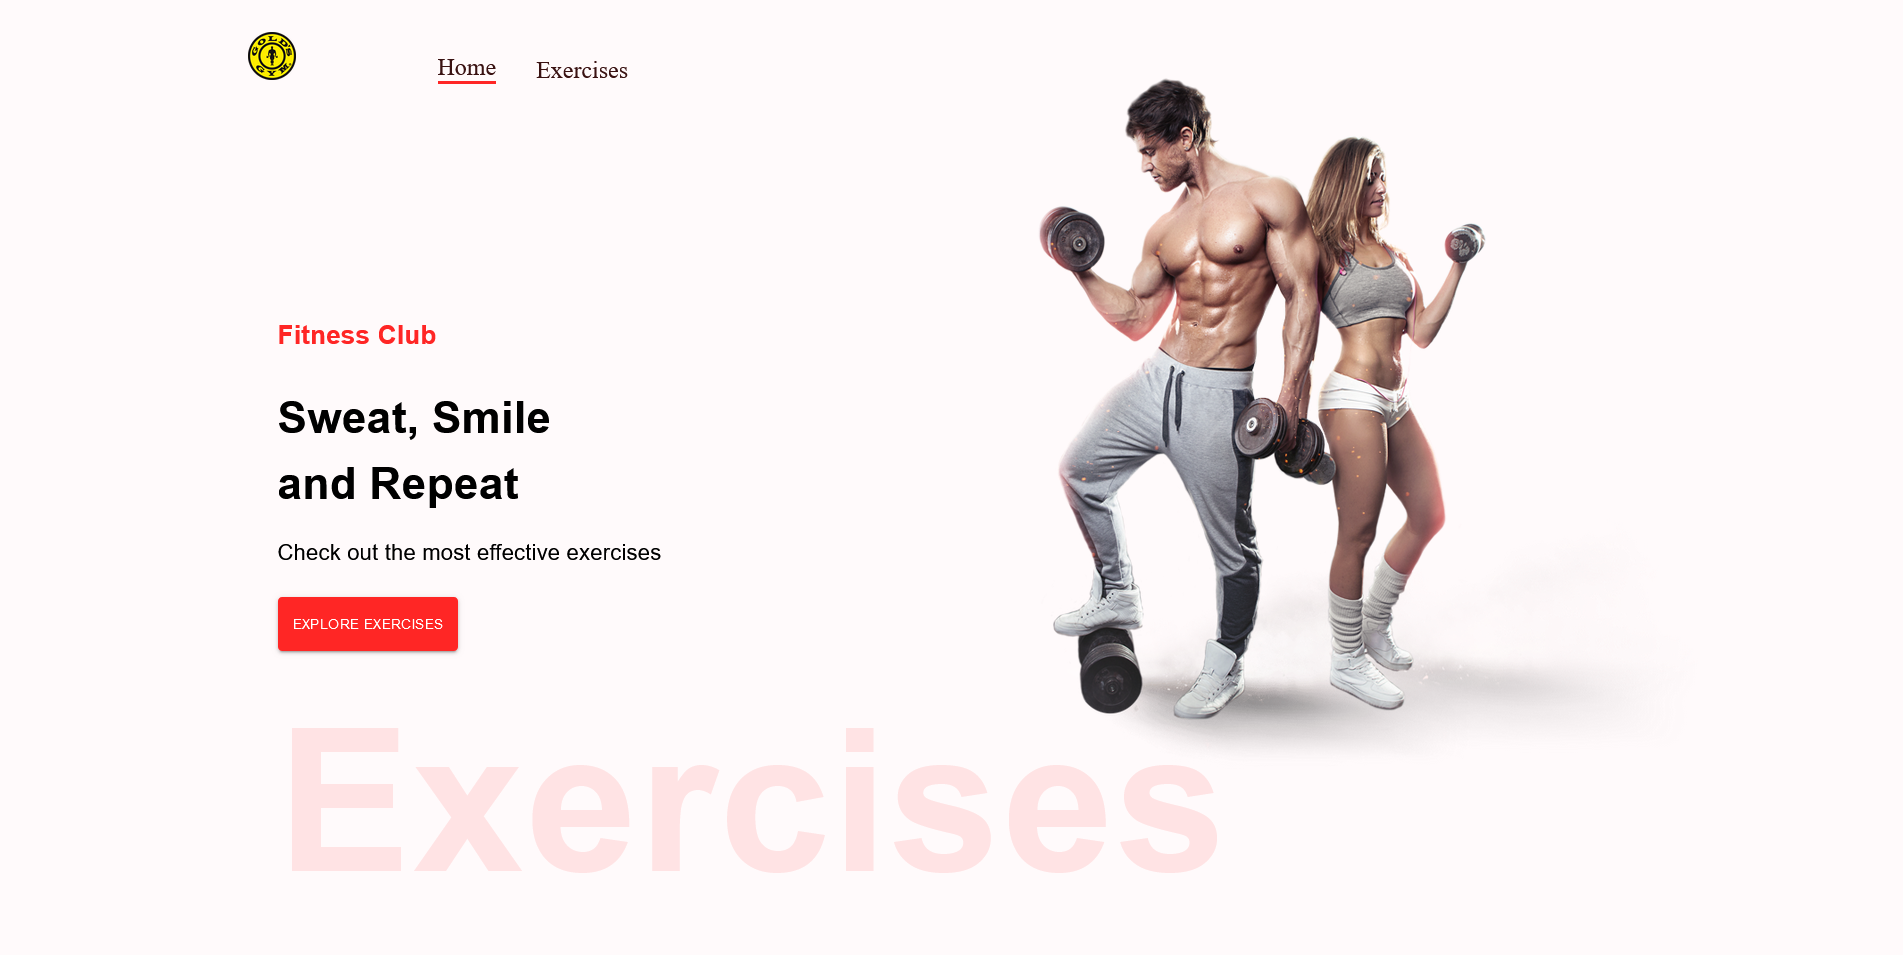 GOLD'S
GYM
Home
Exercises
Fitness Club
Sweat, Smile
and Repeat
Check out the most effective exercises
EXPLORE EXERCISES
Exercises